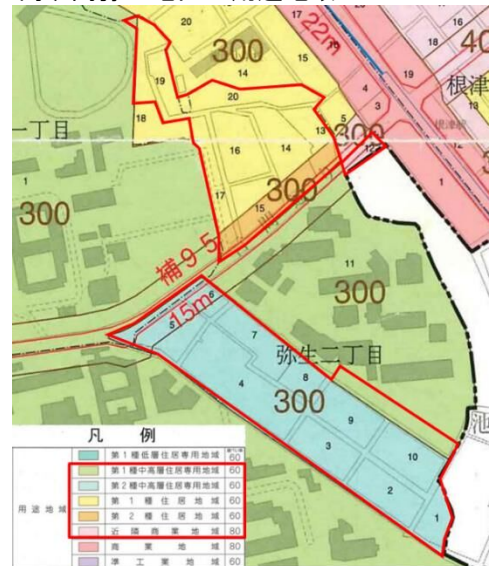 22m
16
40
18
20
17
300
15
14
19
4
3
19
20
根津
18
13
5
300
12
一丁目
16
14
1
1
300
17
300
15
補95
11
15m
300
5
6
7
弥生二丁目
4
8
300
9
3
10
2
1
池
凡 例
用途地域
第1種低層住居専用地域 60
第1種中高層住居専用地域 60
第2種中高層住居専用地域 60
第1種住居地域 60
第2種住居地域 60
近隣商業地域 80
商業地域 80
準工業地域 60